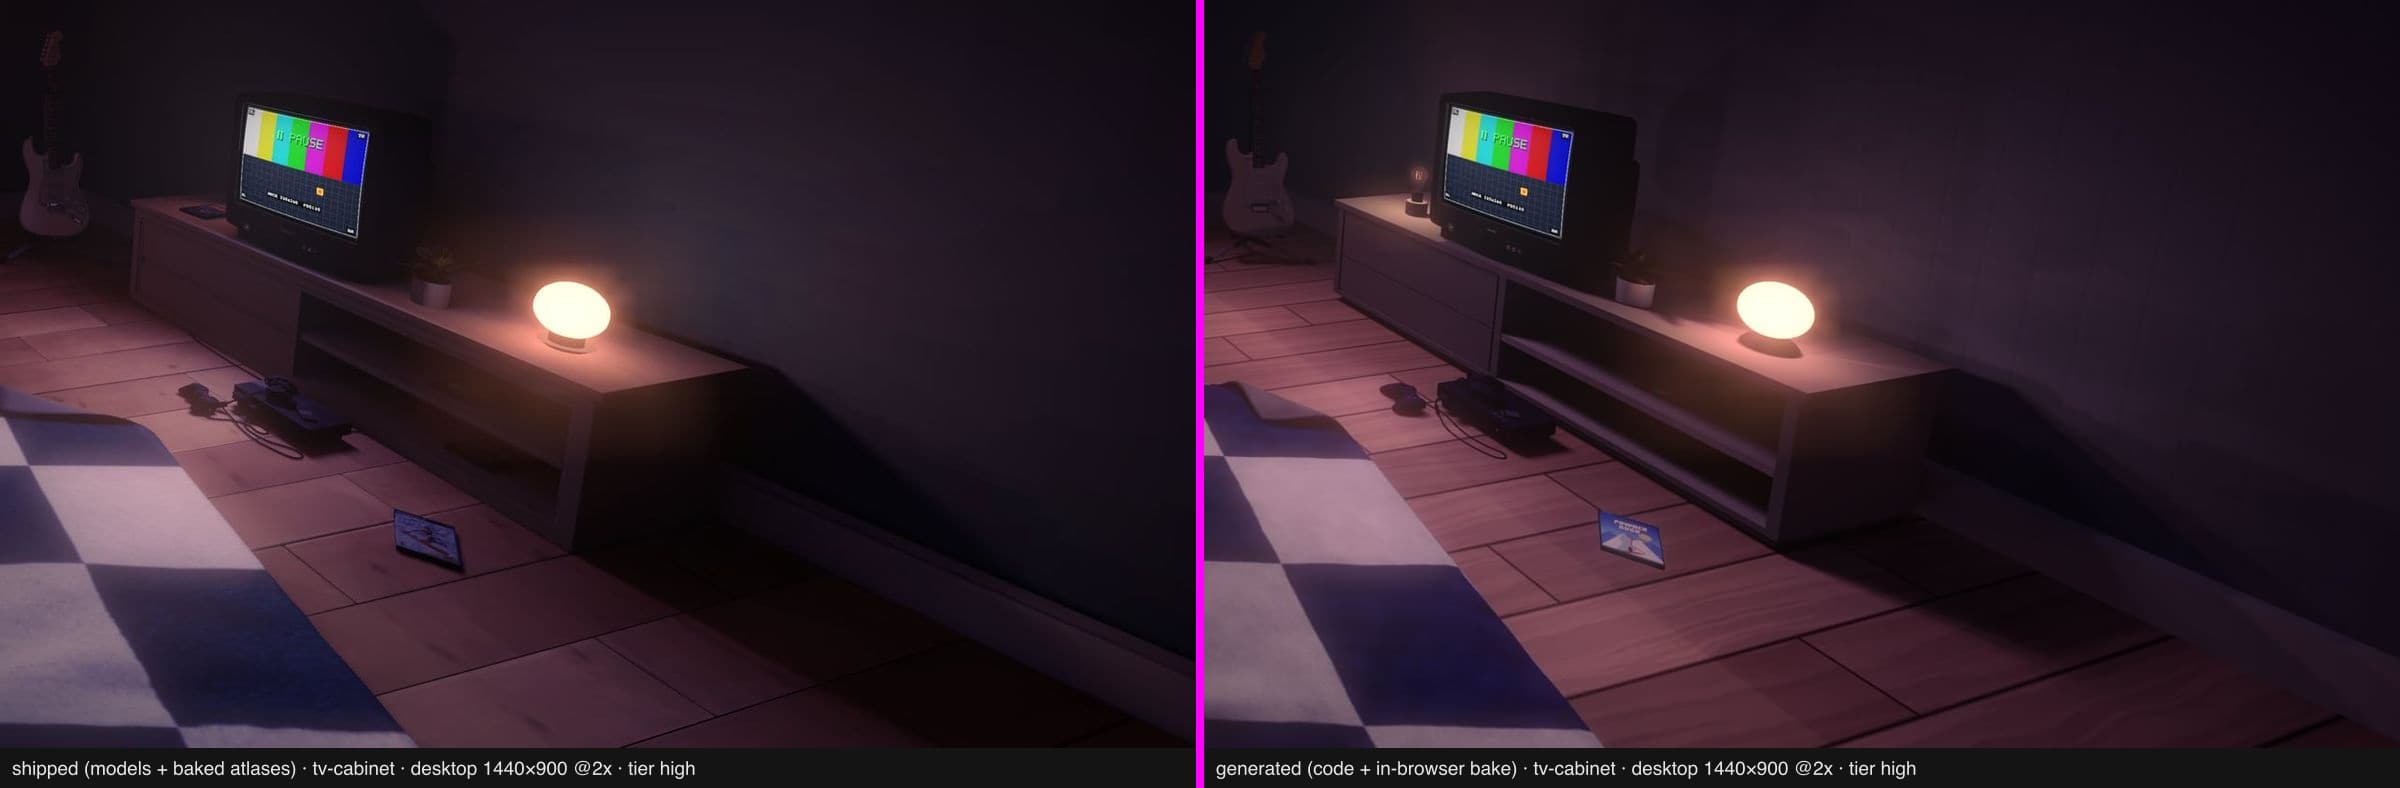 II PAUSE
II PAUSE
POWDER
shipped (models + baked atlases) · tv-cabinet · desktop 1440×900 @2x · tier high
generated (code + in-browser bake) · tv-cabinet · desktop 1440×900 @2x · tier high